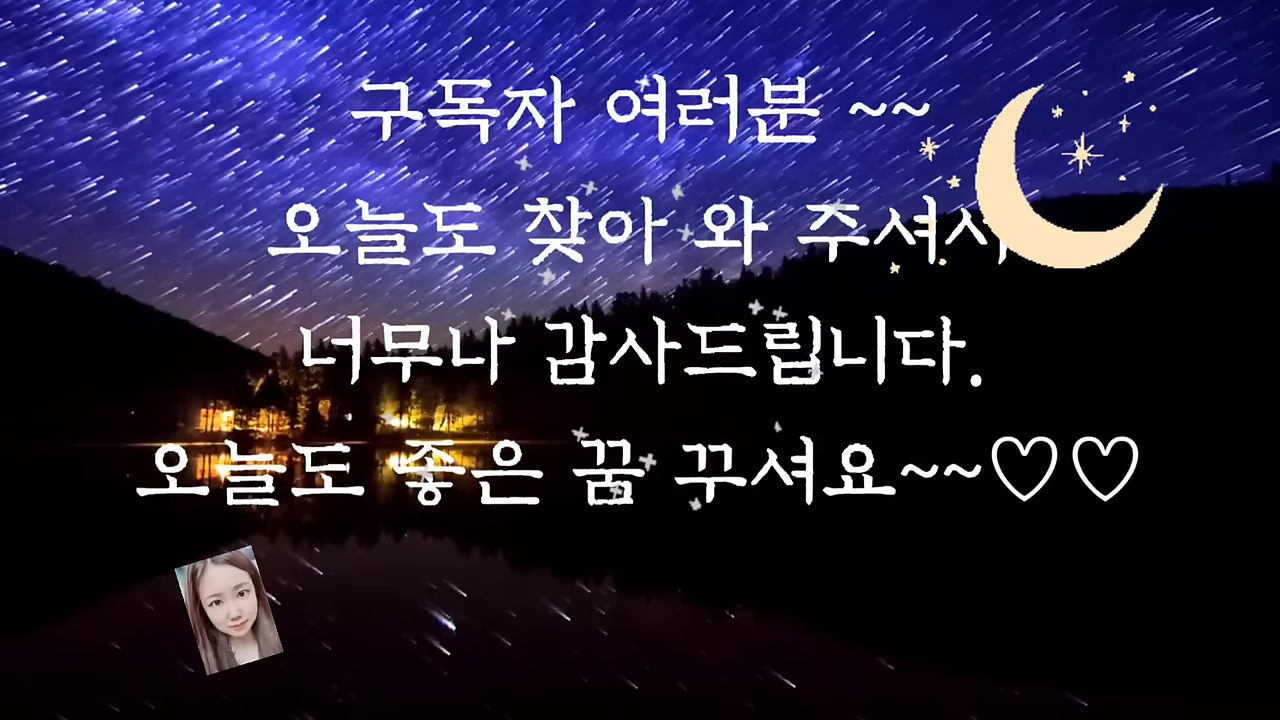 구독자 여러분 ~~
오늘도 찾아 와 주셔서
너무나 감사드립니다.
오늘도 좋은 꿈 꾸셔요~~♡♡